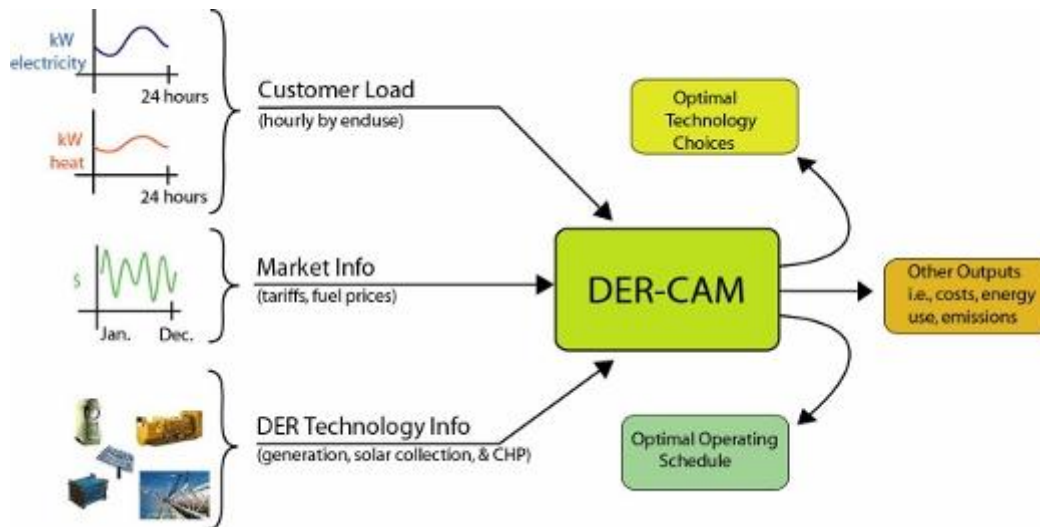 kW
electricity
24 hours
kW
heat
24 hours
Customer Load
(hourly by enduse)
$
Jan.
Dec.
Market Info
(tariffs, fuel prices)
DER Technology Info
(generation, solar collection, & CHP)
DER-CAM
Optimal
Technology
Choices
Other Outputs
i.e., costs, energy
use, emissions
Optimal Operating
Schedule